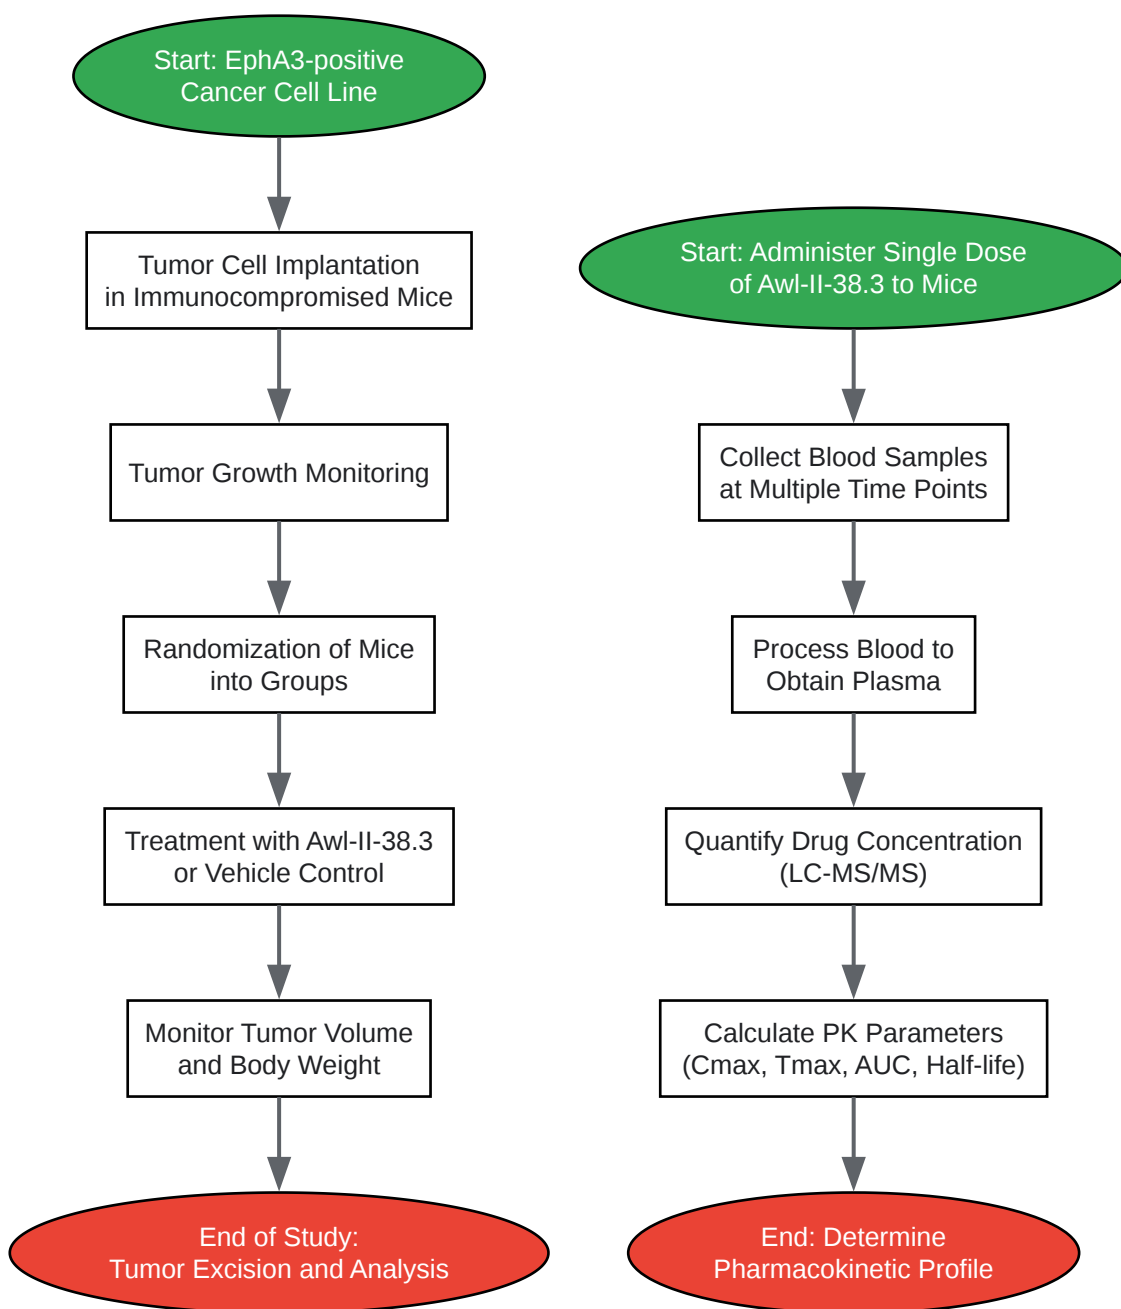 Start: EphA3-positive
Cancer Cell Line
Tumor Cell Implantation
in Immunocompromised Mice
Tumor Growth Monitoring
Randomization of Mice
into Groups
Treatment with Awl-II-38.3
or Vehicle Control
Monitor Tumor Volume
and Body Weight
End of Study:
Tumor Excision and Analysis
Start: Administer Single Dose
of Awl-II-38.3 to Mice
Collect Blood Samples
at Multiple Time Points
Process Blood to
Obtain Plasma
Quantify Drug Concentration
(LC-MS/MS)
Calculate PK Parameters
(Cmax, Tmax, AUC, Half-life)
End: Determine
Pharmacokinetic Profile